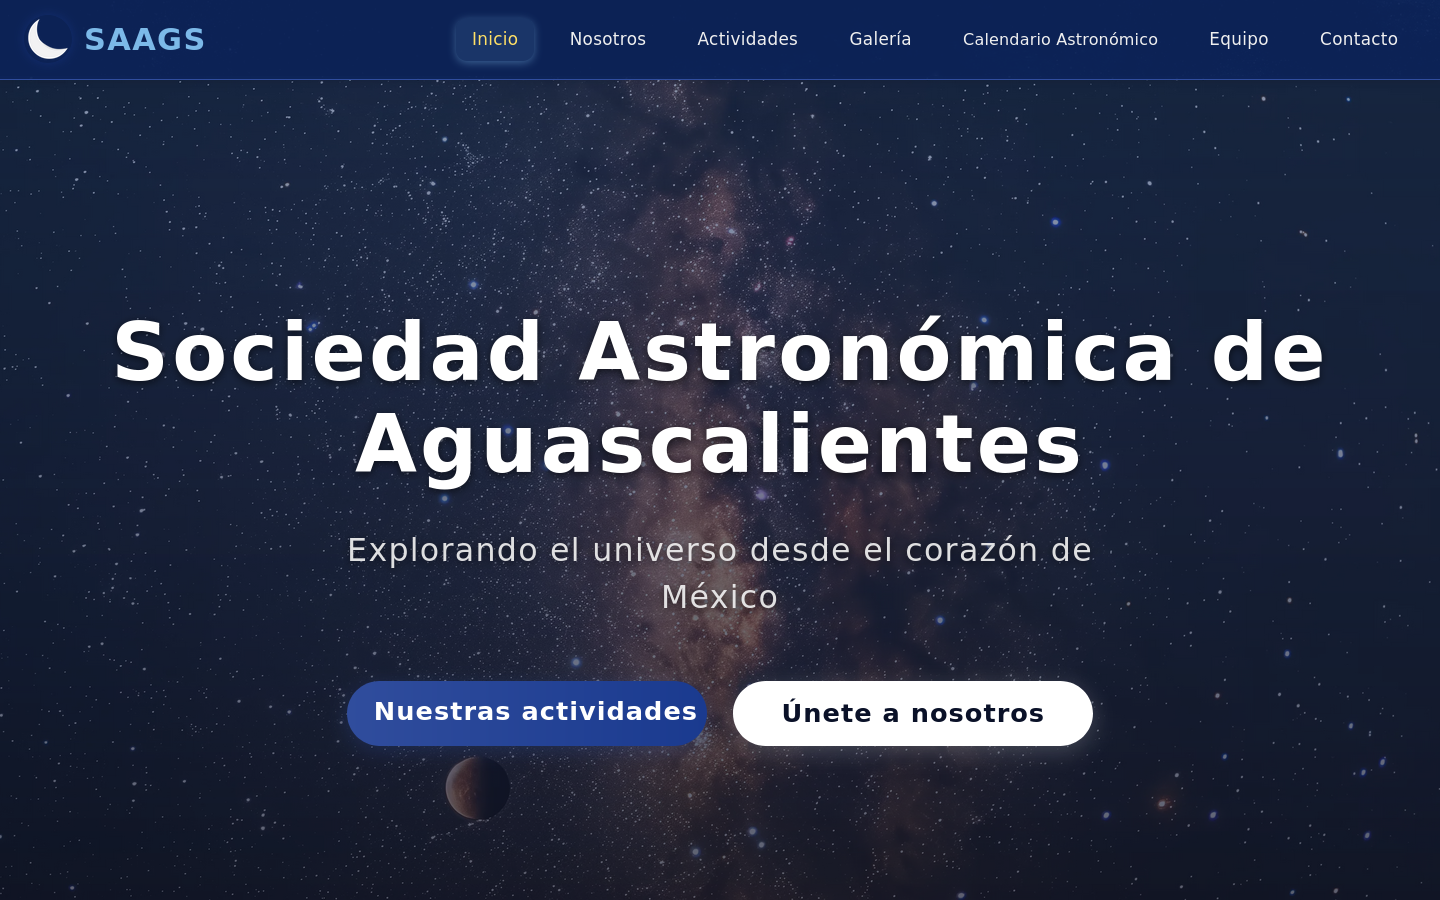 SAAGS
Inicio
Nosotros
Actividades
Galería
Calendario Astronómico
Equipo
Contacto
Sociedad Astronómica de
Aguascalientes
Explorando el universo desde el corazón de
México
Nuestras actividades
Únete a nosotros